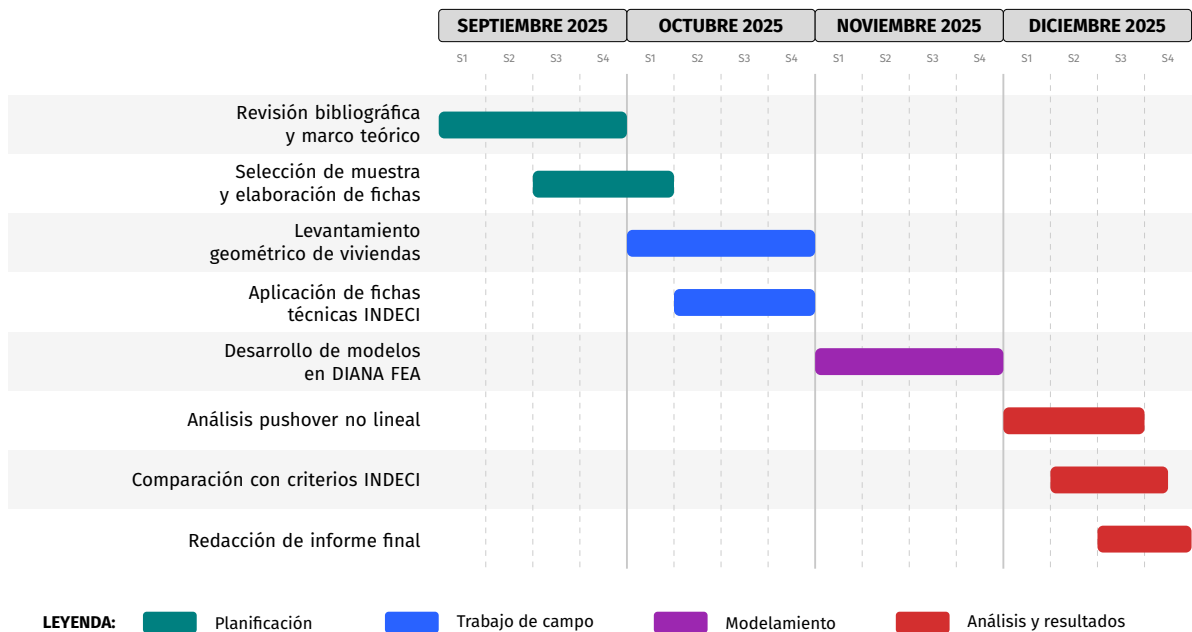 SEPTIEMBRE 2025 OCTUBRE 2025 NOVIEMBRE 2025 DICIEMBRE 2025
S1 S2 S3 S4 S1 S2 S4 S1 S2 S3 S4 S1 S2 S3 S4
Revisión bibliográfica
y marco teórico
Selección de muestra
y elaboración de fichas
Levantamiento
geométrico de viviendas
Aplicación de fichas
técnicas INDECI
Desarrollo de modelos
en DIANA FEA
Análisis pushover no lineal
Comparación con criterios INDECI
Redacción de informe final
LEYENDA: Planificación Trabajo de campo Modelamiento Análisis y resultados